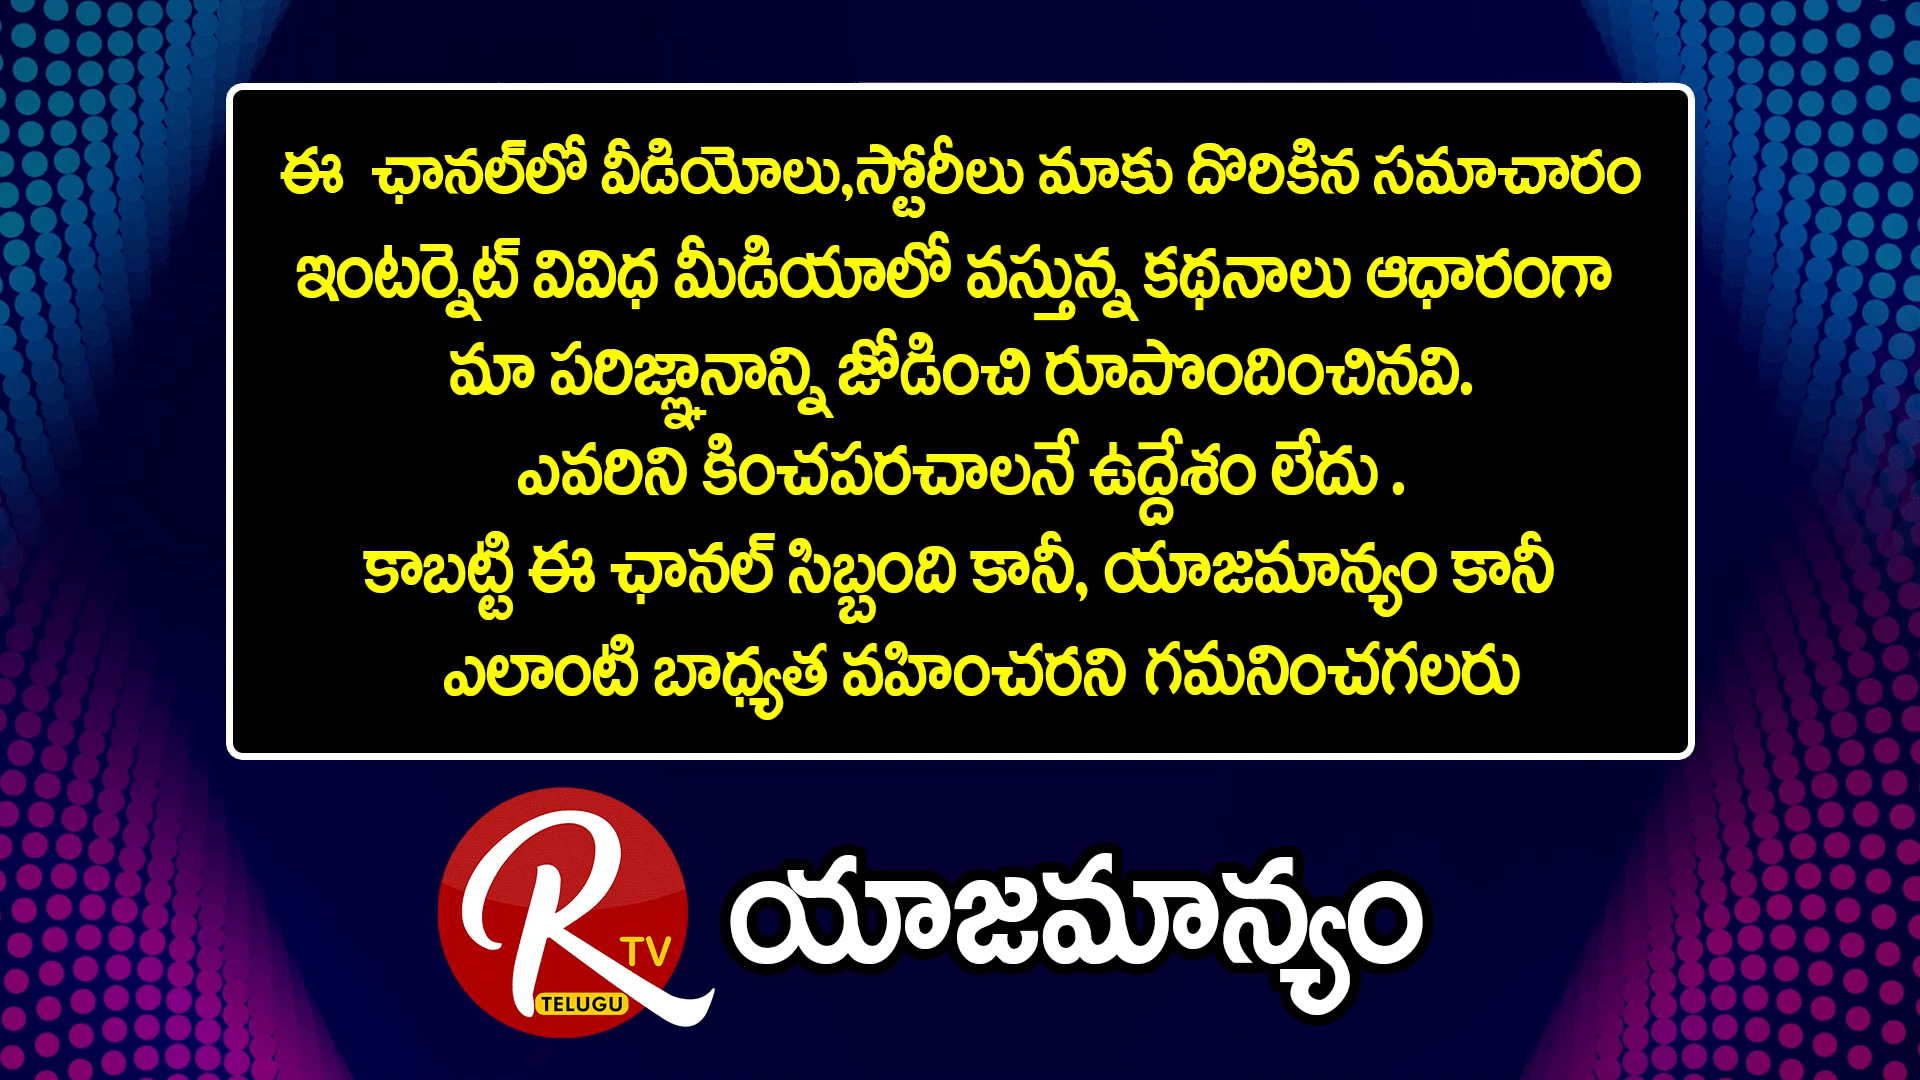 ఈ ఛానల్‌లో వీడియోలు,స్టోరీలు మాకు దొరికిన సమాచారం
ఇంటర్నెట్ వివిధ మీడియాలో వస్తున్న కథనాలు ఆధారంగా
మా పరిజ్ఞానాన్ని జోడించి రూపొందించినవి.
ఎవరిని కించపరచాలనే ఉద్దేశం లేదు .
కాబట్టి ఈ ఛానల్ సిబ్బంది కానీ, యాజమాన్యం కానీ
ఎలాంటి బాధ్యత వహించరని గమనించగలరు
R TV
TELUGU
యాజమాన్యం